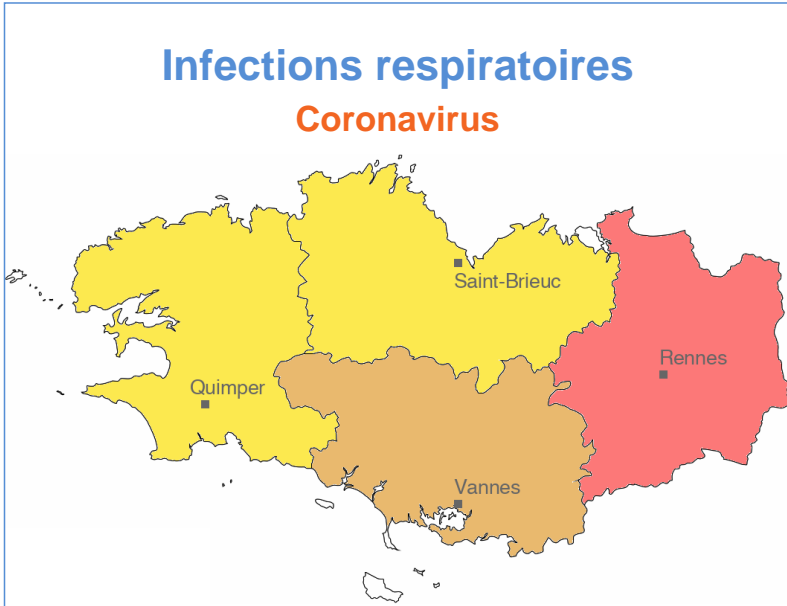 Infections respiratoires
Coronavirus
Saint-Brieuc
Rennes
Quimper
Vannes